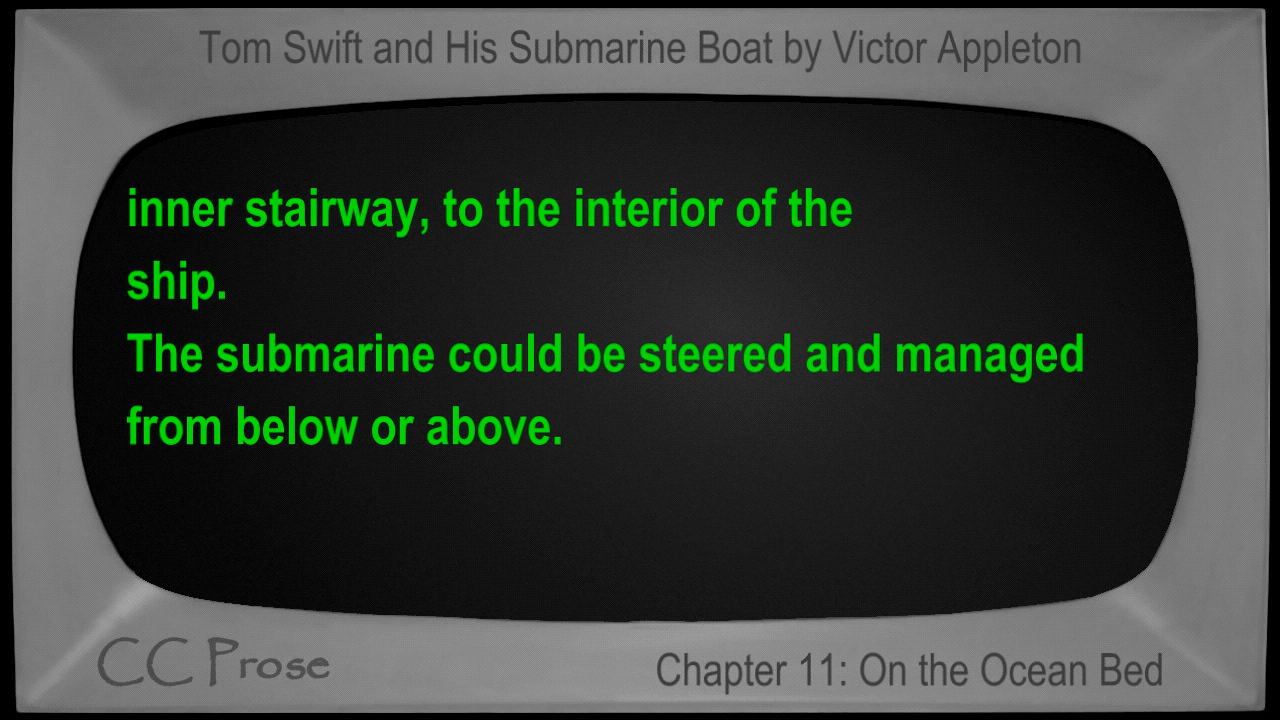 Tom Swift and His Submarine Boat by Victor Appleton
inner stairway, to the interior of the
ship.
The submarine could be steered and managed
from below or above.
CC Prose
Chapter 11: On the Ocean Bed